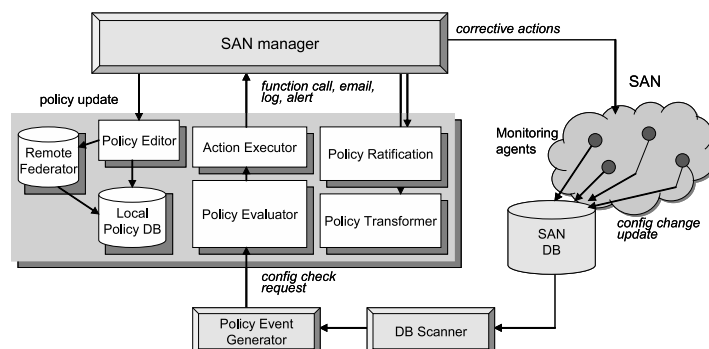 SAN manager
corrective actions
policy update
function call, email,
log, alert
SAN
Remote
Federator
Policy Editor
Action Executor
Policy Ratification
Monitoring
agents
Local
Policy DB
Policy Evaluator
Policy Transformer
SAN
DB
config change
update
config check
request
Policy Event
Generator
DB Scanner